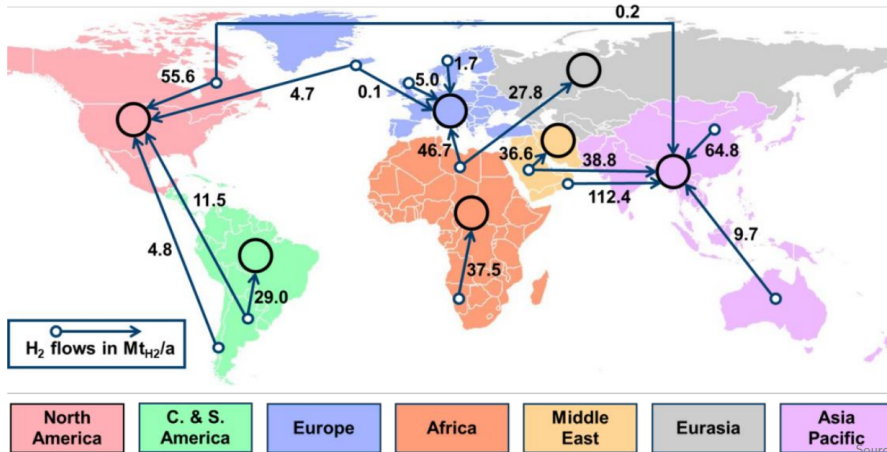 0.2
55.6
4.7
0.1
5.0
1.7
27.8
46.7
36.6
38.8
64.8
112.4
11.5
4.8
9.7
29.0
37.5
H2 flows in MtH2/a
North
America
C. & S.
America
Europe
Africa
Middle
East
Eurasia
Asia
Pacific
Sourc